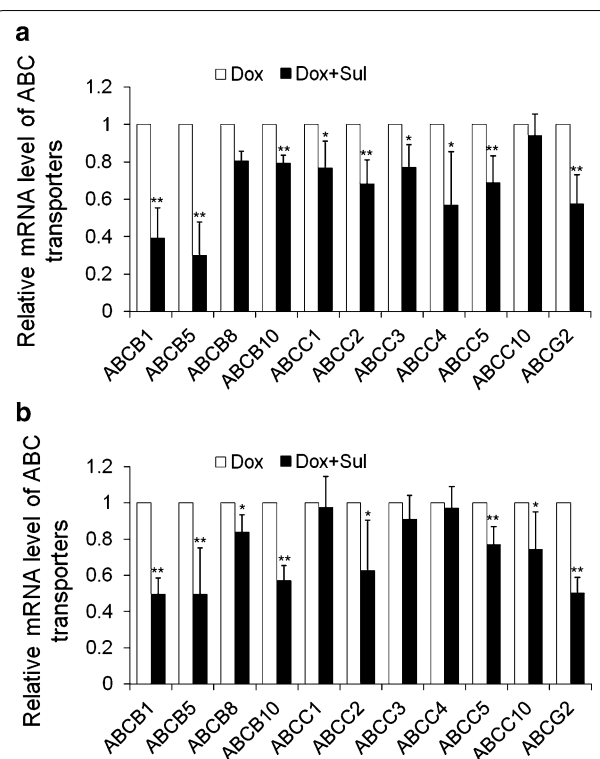 a
Dox Dox+Sul
Relative mRNA level of ABC
transporters
1.2
1
0.8
0.6
0.4
0.2
0
** ** ** * ** * * ** **
ABCB1 ABCB5 ABCB8 ABCB10 ABCC1 ABCC2 ABCC3 ABCC4 ABCC5 ABCC10 ABCG2
b
Dox Dox+Sul
Relative mRNA level of ABC
transporters
1.2
1
0.8
0.6
0.4
0.2
0
** ** * ** * ** * **
ABCB1 ABCB5 ABCB8 ABCB10 ABCC1 ABCC2 ABCC3 ABCC4 ABCC5 ABCC10 ABCG2